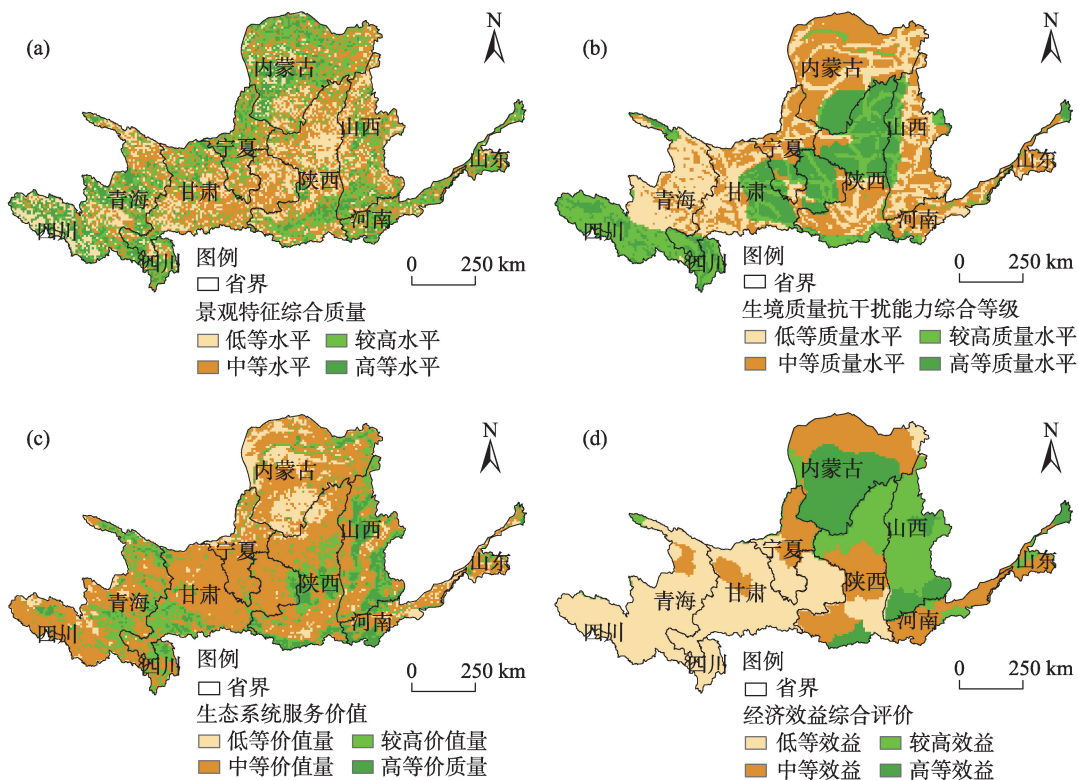 (a)
N
内蒙古
山西
宁夏
山东
青海
甘肃
陕西
河南
四川
四川
图例
省界
0 250 km
景观特征综合质量
低等水平 较高水平
中等水平 高等水平
(b)
N
内蒙古
山西
宁夏
山东
青海
甘肃
陕西
河南
四川
四川
图例
省界
0 250 km
生境质量抗干扰能力综合等级
低等质量水平 较高质量水平
中等质量水平 高等质量水平
(c)
N
内蒙古
山西
宁夏
山东
青海
甘肃
陕西
河南
四川
四川
图例
省界
0 250 km
生态系统服务价值
低等价值量 较高价值量
中等价值量 高等价质量
(d)
N
内蒙古
山西
宁夏
山东
青海
甘肃
陕西
河南
四川
四川
图例
省界
0 250 km
经济效益综合评价
低等效益 较高效益
中等效益 高等效益